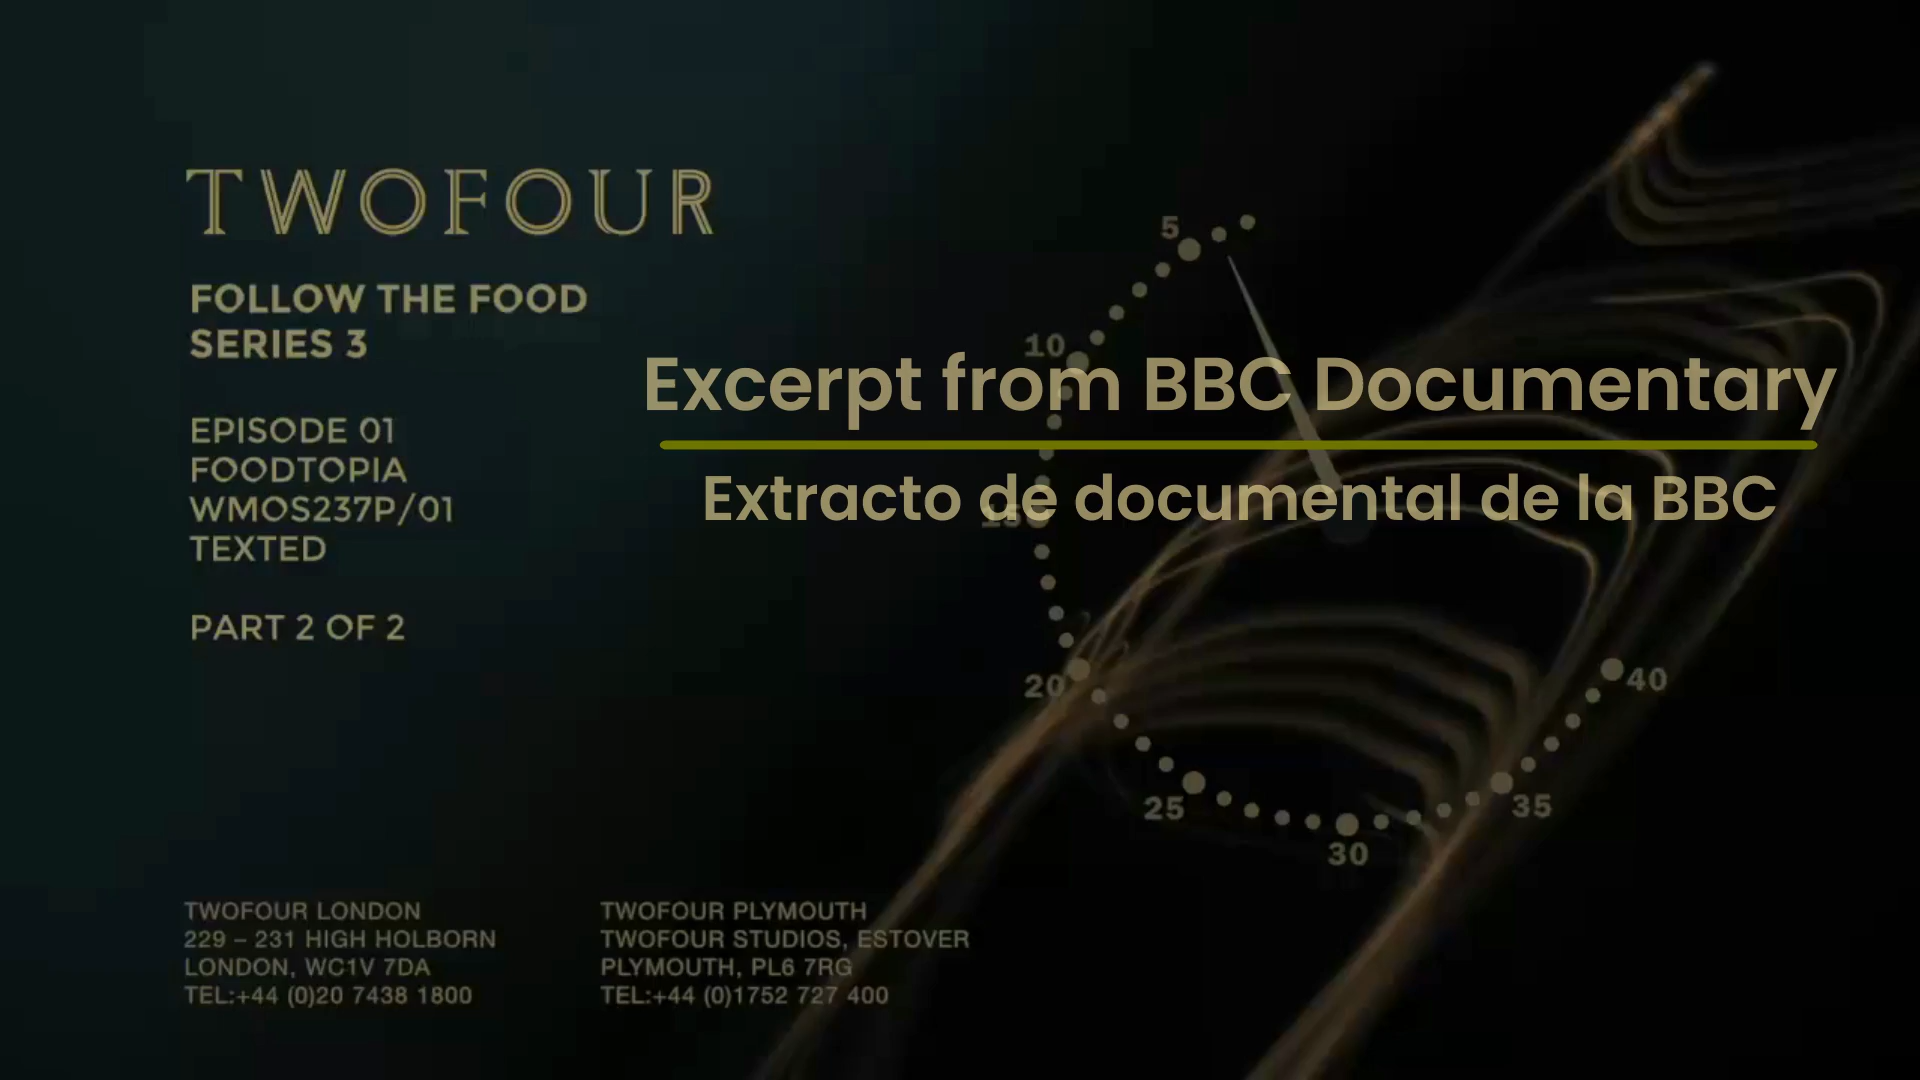 TWOFOUR
FOLLOW THE FOOD
SERIES 3
EPISODE 01
FOODTOPIA
WMOS237P/01
TEXTED
PART 2 OF 2
Excerpt from BBC Documentary
Extracto de documental de la BBC
5
10
15
20
25
30
35
40
TWOFOUR LONDON
229 – 231 HIGH HOLBORN
LONDON, WC1V 7DA
TEL:+44 (0)20 7438 1800
TWOFOUR PLYMOUTH
TWOFOUR STUDIOS, ESTOVER
PLYMOUTH, PL6 7RG
TEL:+44 (0)1752 727 400